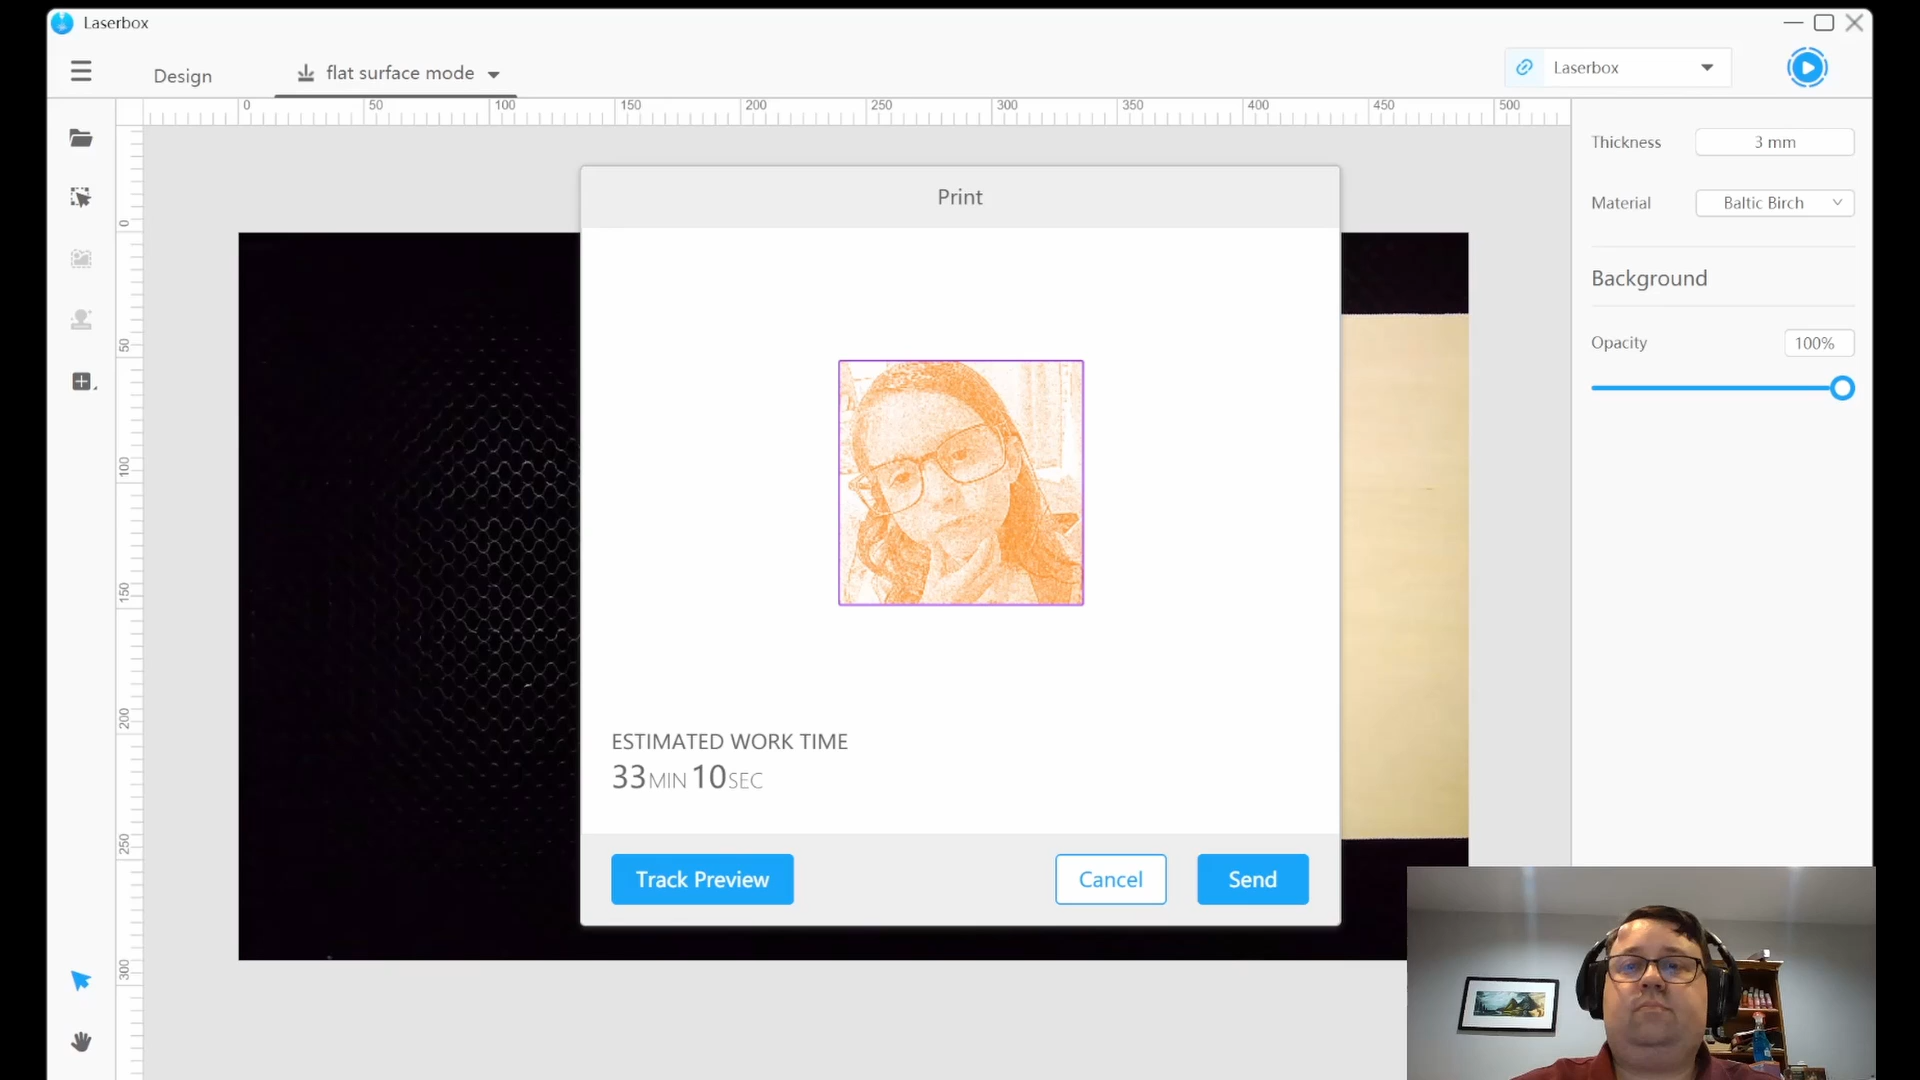 Laserbox
Design
flat surface mode
Laserbox
0 50 100 150 200 250 300 350 400 450 500
Thickness
3 mm
Material
Baltic Birch
Background
Opacity
100%
Print
0
50
100
150
200
250
300
ESTIMATED WORK TIME
33MIN 10SEC
Track Preview
Cancel
Send